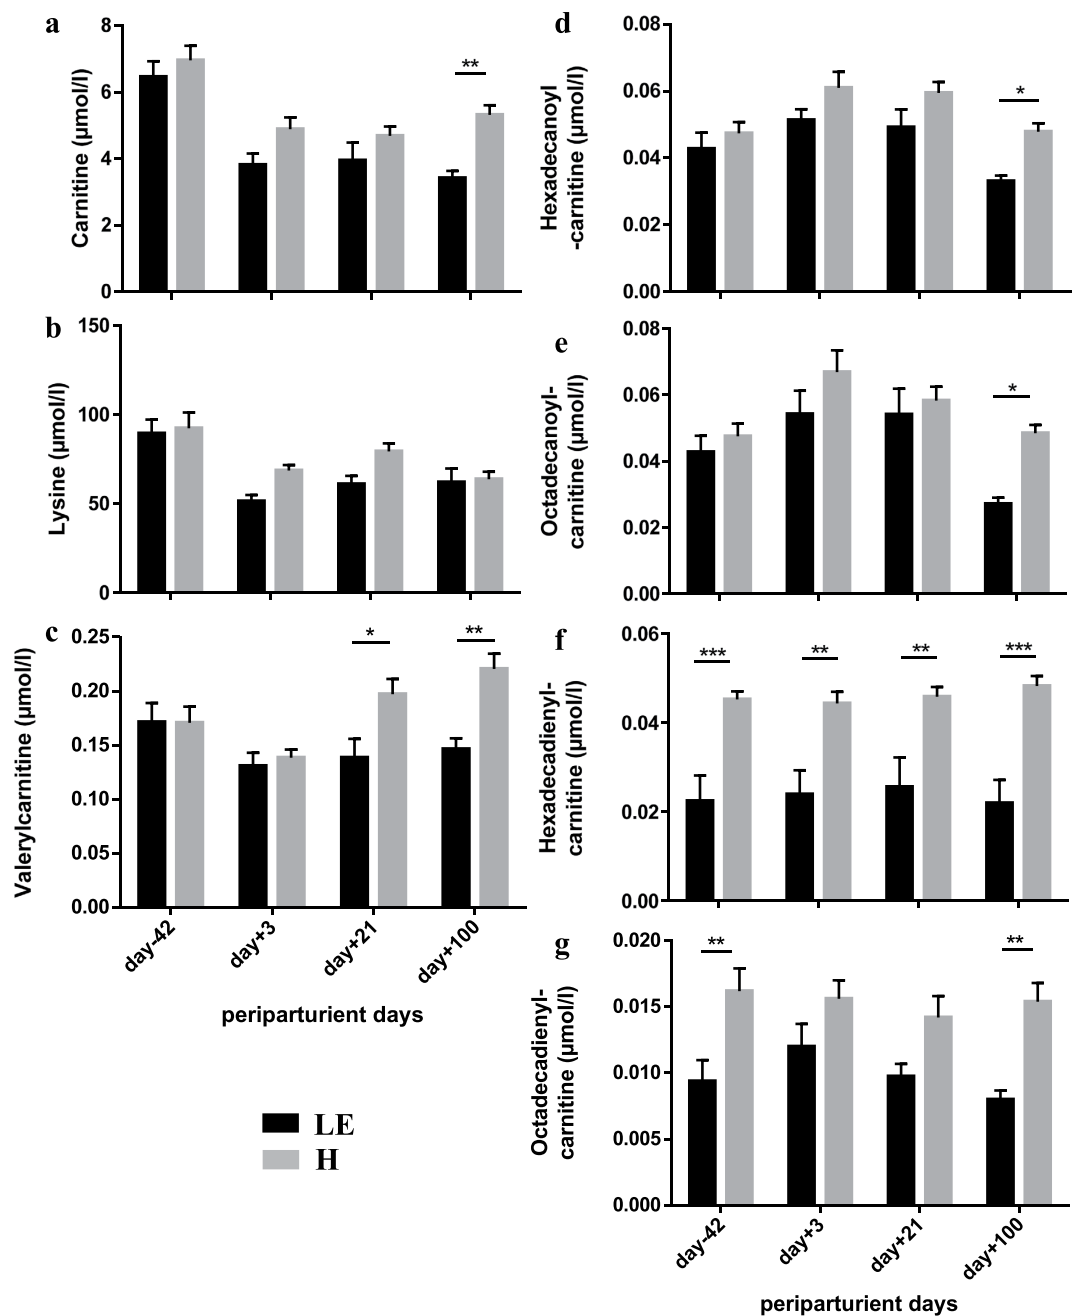 a
Carnitine (µmol/l)
8
6
4
2
0
**
b
Lysine (µmol/l)
150
100
50
0
c
Valerylcarnitine (µmol/l)
0.25
0.20
0.15
0.10
0.05
0.00
*
**
day-42
day+3
day+21
day+100
periparturient days
LE
H
d
Hexadecanoyl
-carnitine (µmol/l)
0.08
0.06
0.04
0.02
0.00
*
e
Octadecanoyl-
carnitine (µmol/l)
0.08
0.06
0.04
0.02
0.00
*
f
Hexadecadienyl-
carnitine (µmol/l)
0.06
0.04
0.02
0.00
***
**
**
***
g
Octadecadienyl-
carnitine (µmol/l)
0.020
0.015
0.010
0.005
0.000
**
**
day-42
day+3
day+21
day+100
periparturient days